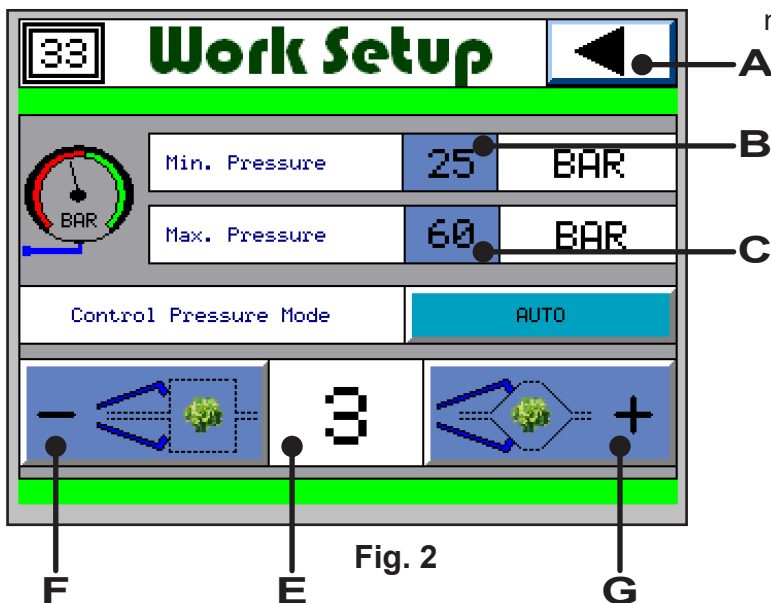 33 Work Setup
A
Min. Pressure 25 BAR
B
BAR
Max. Pressure 60 BAR
C
Control Pressure Mode AUTO
- 3 +
Fig. 2
F E G